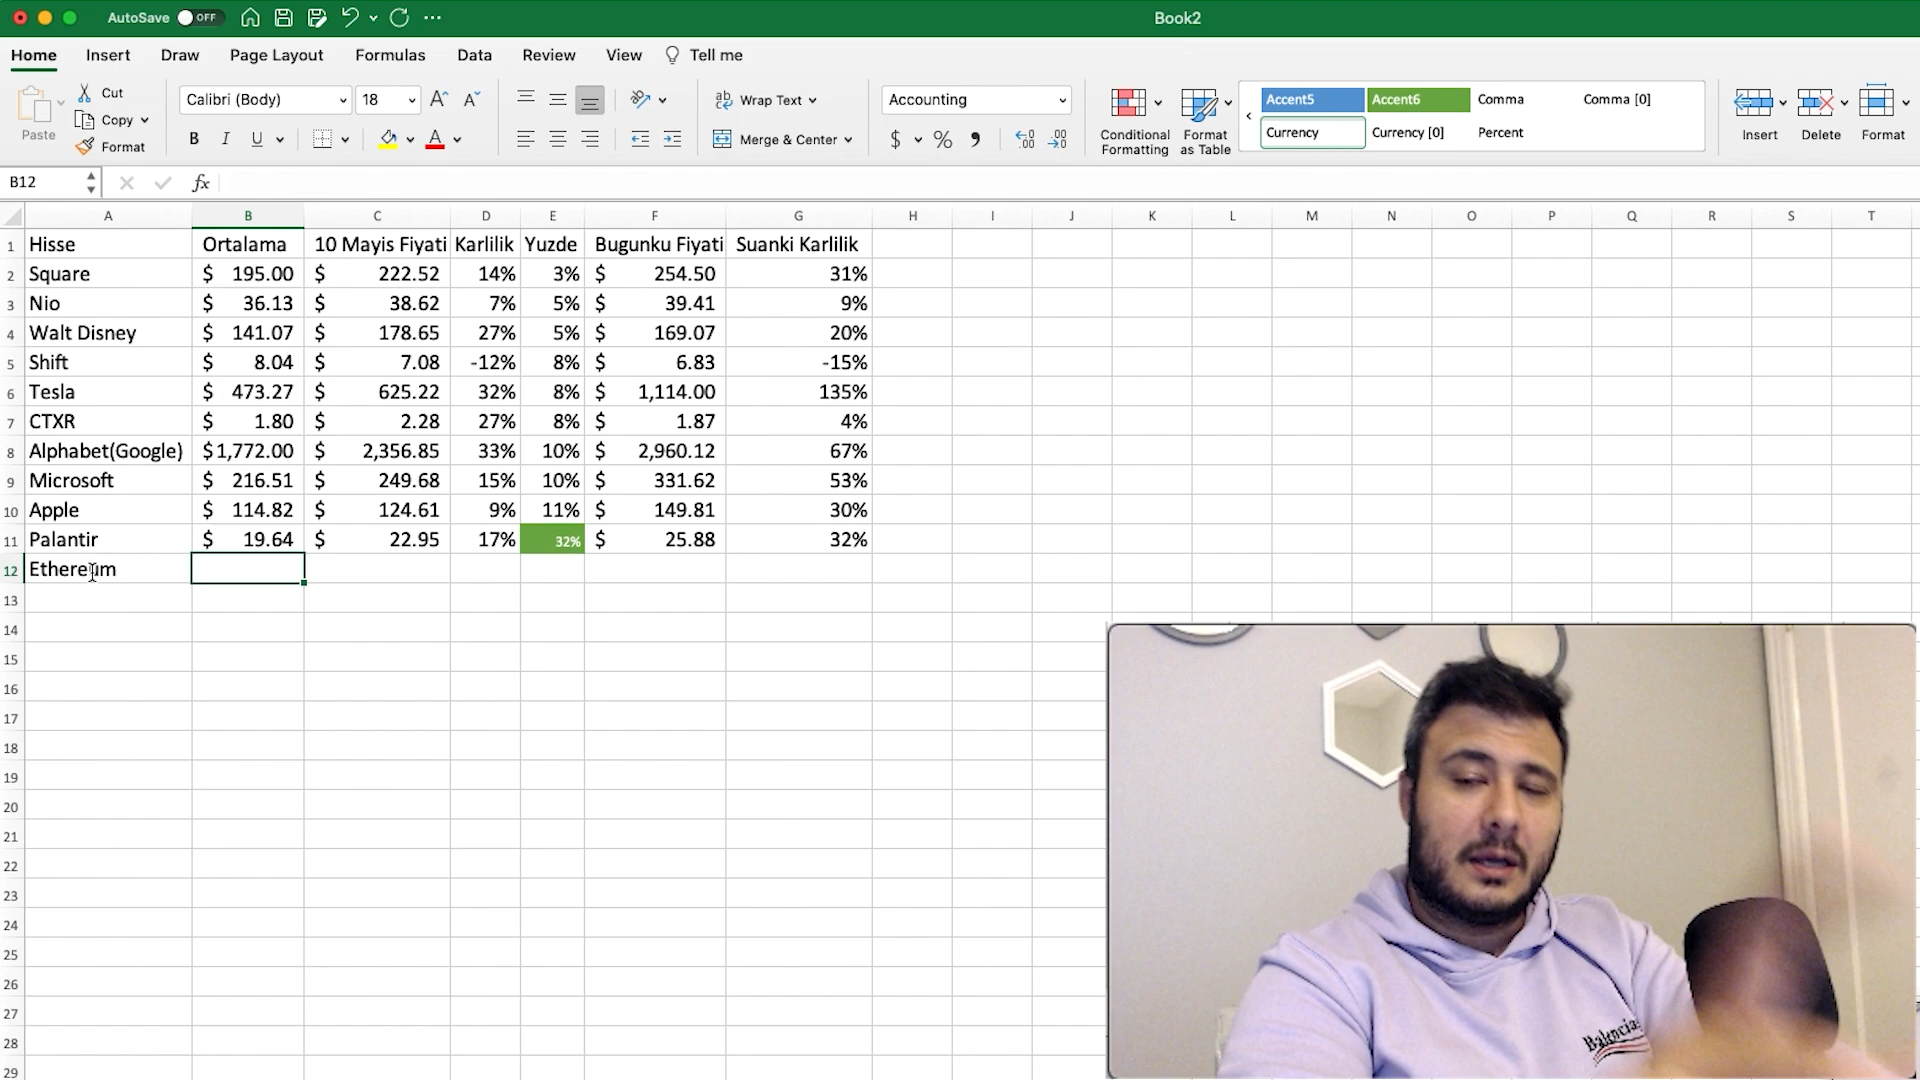 AutoSave OFF Book2
Home Insert Draw Page Layout Formulas Data Review View Tell me
Paste Cut Copy Format
Calibri (Body) 18
B I U
Wrap Text
Merge & Center
Accounting
$ %
Conditional Formatting
Format as Table
Accent5 Accent6 Comma Comma [0]
Currency Currency [0] Percent
Insert Delete Format
B12 fx
A B C D E F G H I J K L M N O P Q R S T
1 Hisse Ortalama 10 Mayis Fiyati Karlilik Yuzde Bugunku Fiyati Suanki Karlilik
2 Square $ 195.00 $ 222.52 14% 3% $ 254.50 31%
3 Nio $ 36.13 $ 38.62 7% 5% $ 39.41 9%
4 Walt Disney $ 141.07 $ 178.65 27% 5% $ 169.07 20%
5 Shift $ 8.04 $ 7.08 -12% 8% $ 6.83 -15%
6 Tesla $ 473.27 $ 625.22 32% 8% $ 1,114.00 135%
7 CTXR $ 1.80 $ 2.28 27% 8% $ 1.87 4%
8 Alphabet(Google) $1,772.00 $ 2,356.85 33% 10% $ 2,960.12 67%
9 Microsoft $ 216.51 $ 249.68 15% 10% $ 331.62 53%
10 Apple $ 114.82 $ 124.61 9% 11% $ 149.81 30%
11 Palantir $ 19.64 $ 22.95 17% 32% $ 25.88 32%
12 Ethereum
13
14
15
16
17
18
19
20
21
22
23
24
25
26
27
28
29